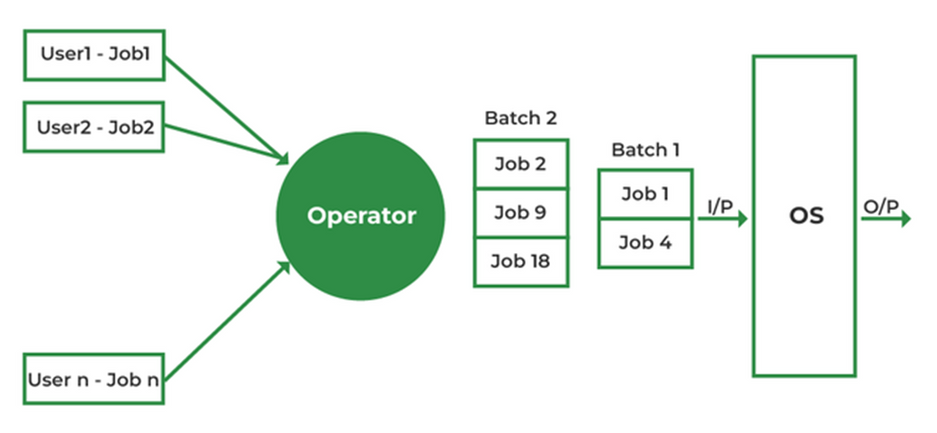 User1 - Job1
User2 - Job2
User n - Job n
Operator
Batch 2
Job 2
Job 9
Job 18
Batch 1
Job 1
Job 4
I/P
OS
O/P